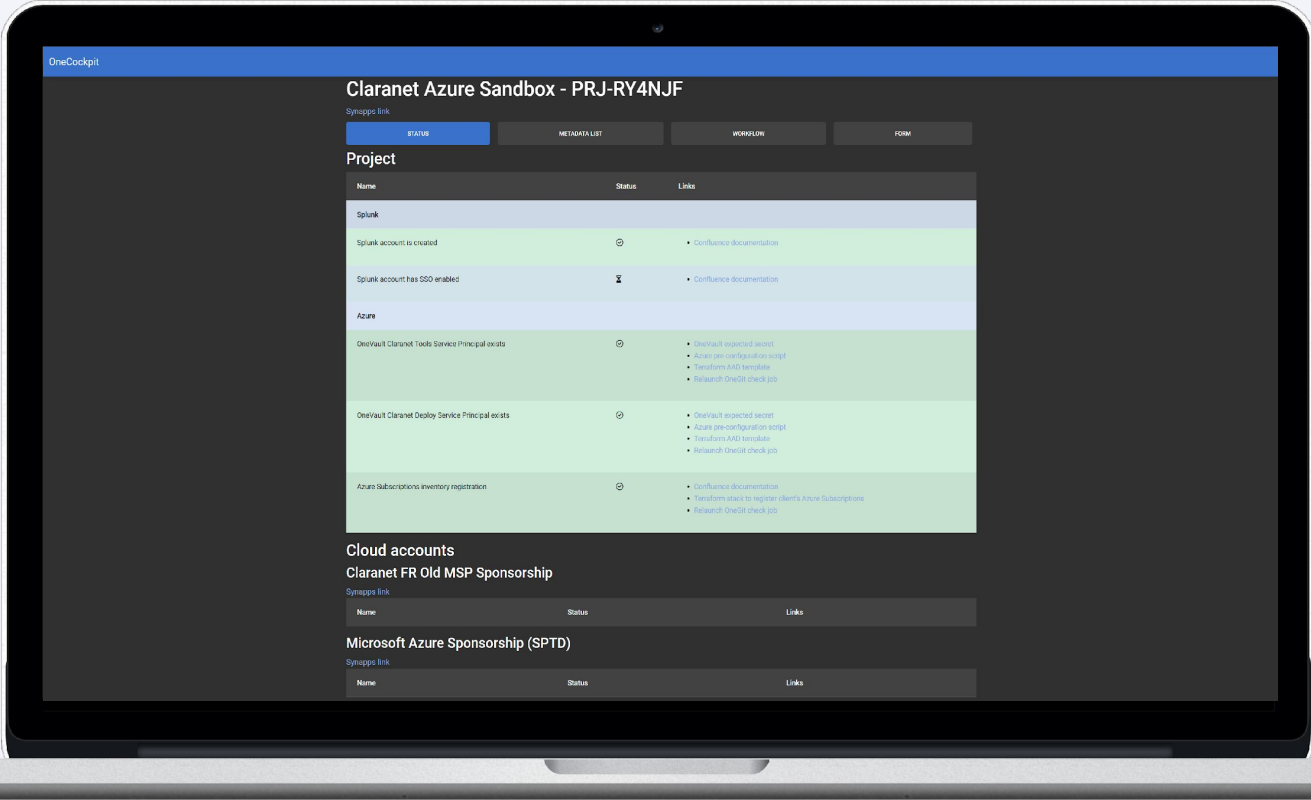 OneCockpit
Claranet Azure Sandbox - PRJ-RY4NJF
Synapps link
STATUS METADATA LIST WORKFLOW FORM
Project
Name Status Links
Splunk
Splunk account is created • Confluence documentation
Splunk account has SSO enabled • Confluence documentation
Azure
OneVault Claranet Tools Service Principal exists • OneVault expected secret
• Azure pre-configuration script
• Terraform AAD template
• Relaunch OneGit check job
OneVault Claranet Deploy Service Principal exists • OneVault expected secret
• Azure pre-configuration script
• Terraform AAD template
• Relaunch OneGit check job
Azure Subscriptions inventory registration • Confluence documentation
• Terraform stack to register client's Azure Subscriptions
• Relaunch OneGit check job
Cloud accounts
Claranet FR Old MSP Sponsorship
Synapps link
Name Status Links
Microsoft Azure Sponsorship (SPTD)
Synapps link
Name Status Links